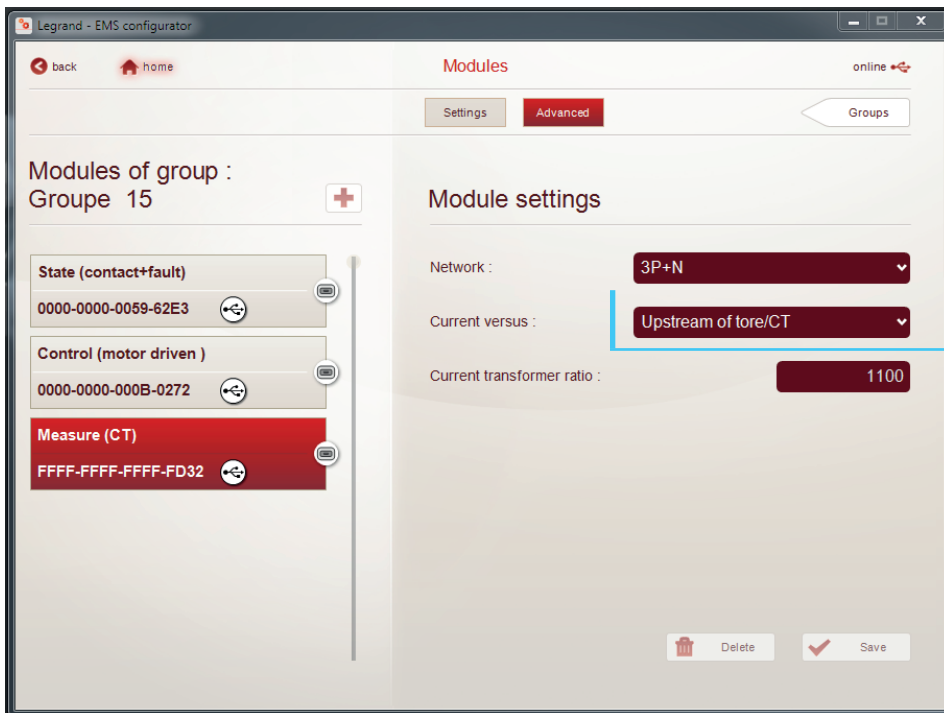 Legrand - EMS configurator
back
home
Modules
online
Settings
Advanced
Groups
Modules of group :
Groupe 15
State (contact+fault)
0000-0000-0059-62E3
Control (motor driven )
0000-0000-000B-0272
Measure (CT)
FFFF-FFFF-FFFF-FD32
Module settings
Network :
3P+N
Current versus :
Upstream of tore/CT
Current transformer ratio :
1100
Delete
Save